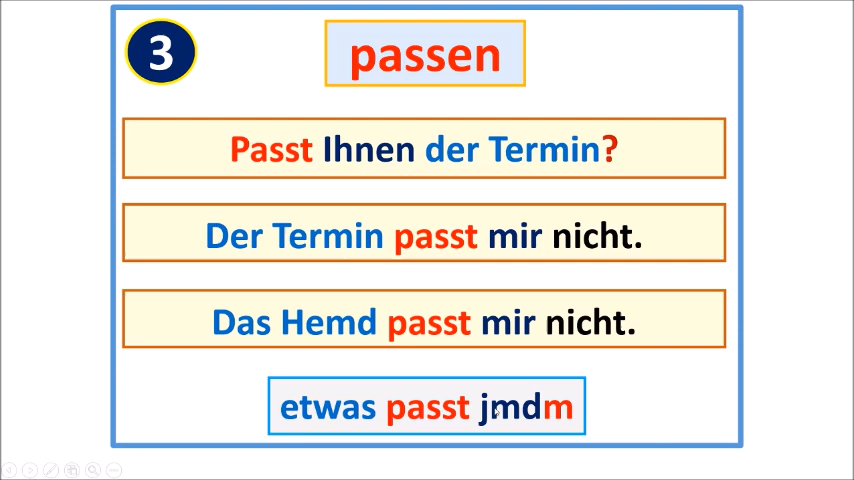 3
passen
Passt Ihnen der Termin?
Der Termin passt mir nicht.
Das Hemd passt mir nicht.
etwas passt jmdm